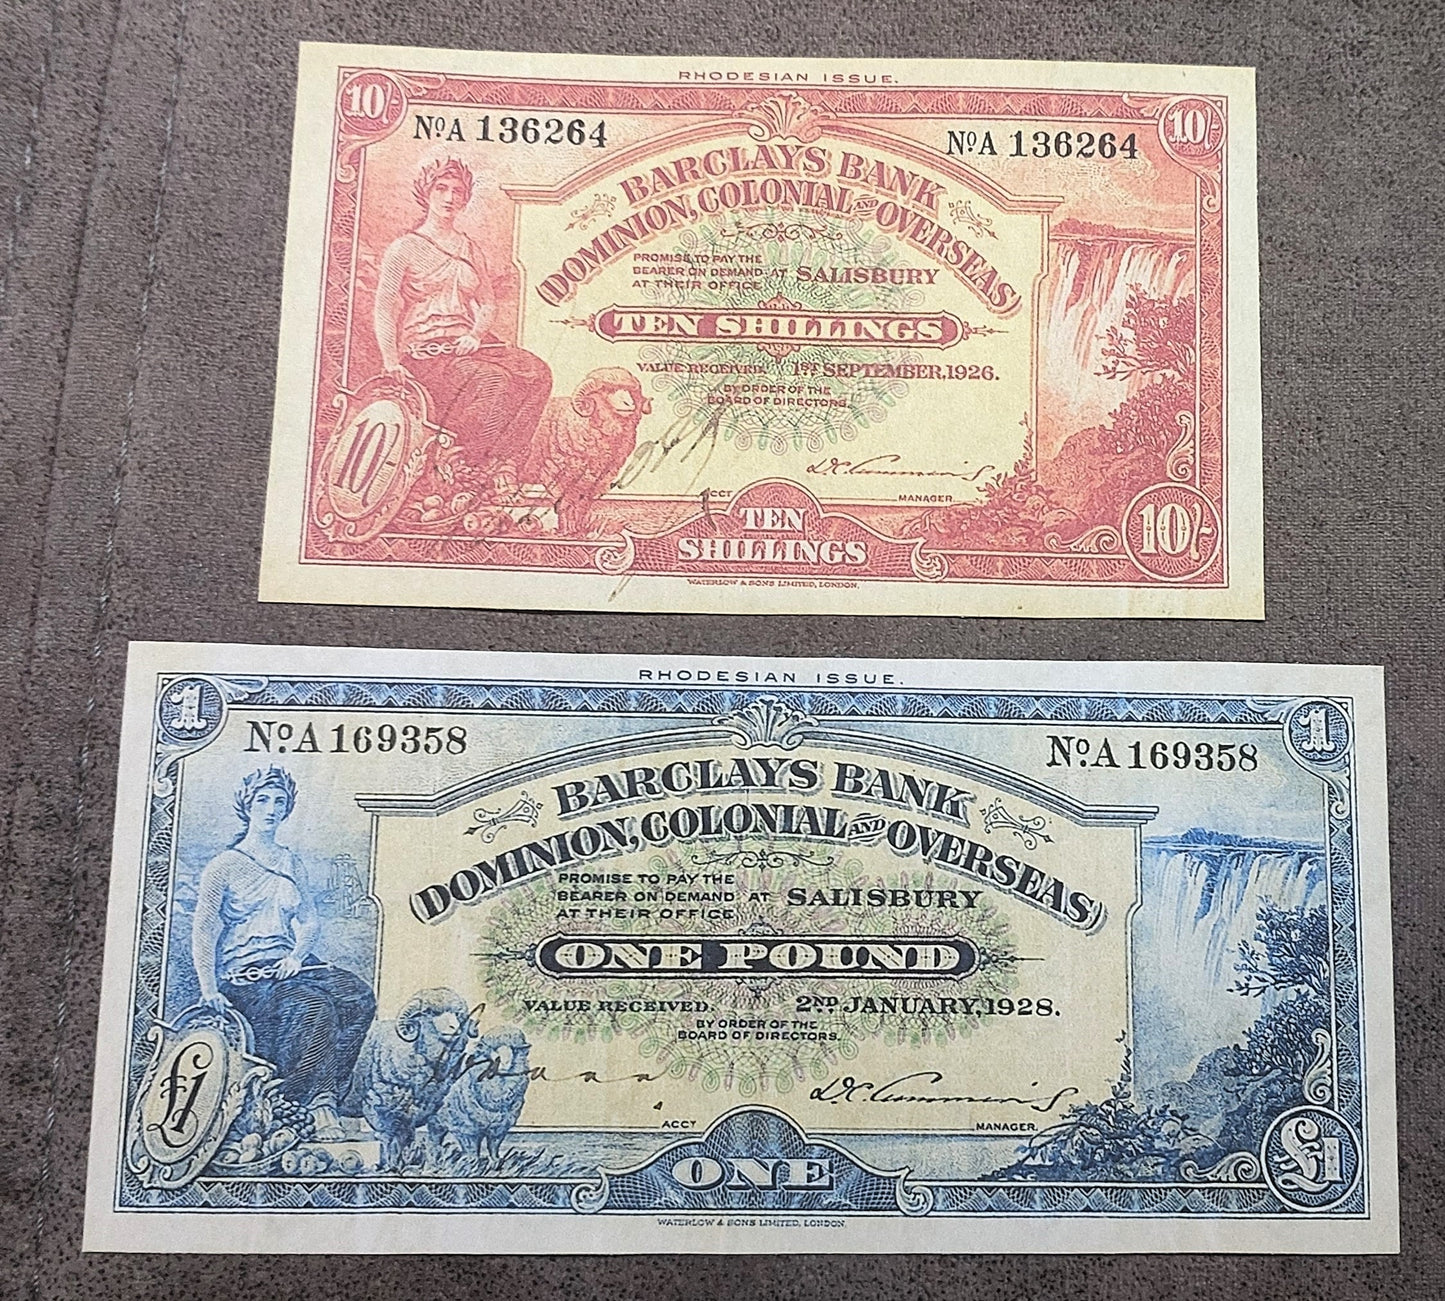 RHODESIAN ISSUE.
10/- 10/-
Nº A 136264 Nº A 136264
BARCLAYS BANK
(DOMINION, COLONIAL AND OVERSEAS)
PROMISE TO PAY THE
BEARER ON DEMAND AT SALISBURY
AT THEIR OFFICE
TEN SHILLINGS
VALUE RECEIVED. 1ST SEPTEMBER, 1926.
BY ORDER OF THE
BOARD OF DIRECTORS.
10/-
ACCT MANAGER
TEN
SHILLINGS
10/-
WATERLOW & SONS LIMITED, LONDON.
RHODESIAN ISSUE.
1 1
Nº. A 169358 Nº. A 169358
BARCLAYS BANK
(DOMINION, COLONIAL AND OVERSEAS)
PROMISE TO PAY THE
BEARER ON DEMAND AT SALISBURY
AT THEIR OFFICE
ONE POUND
VALUE RECEIVED. 2ND JANUARY, 1928.
BY ORDER OF THE
BOARD OF DIRECTORS.
£1
ACCT MANAGER.
ONE
£1
WATERLOW & SONS LIMITED, LONDON.